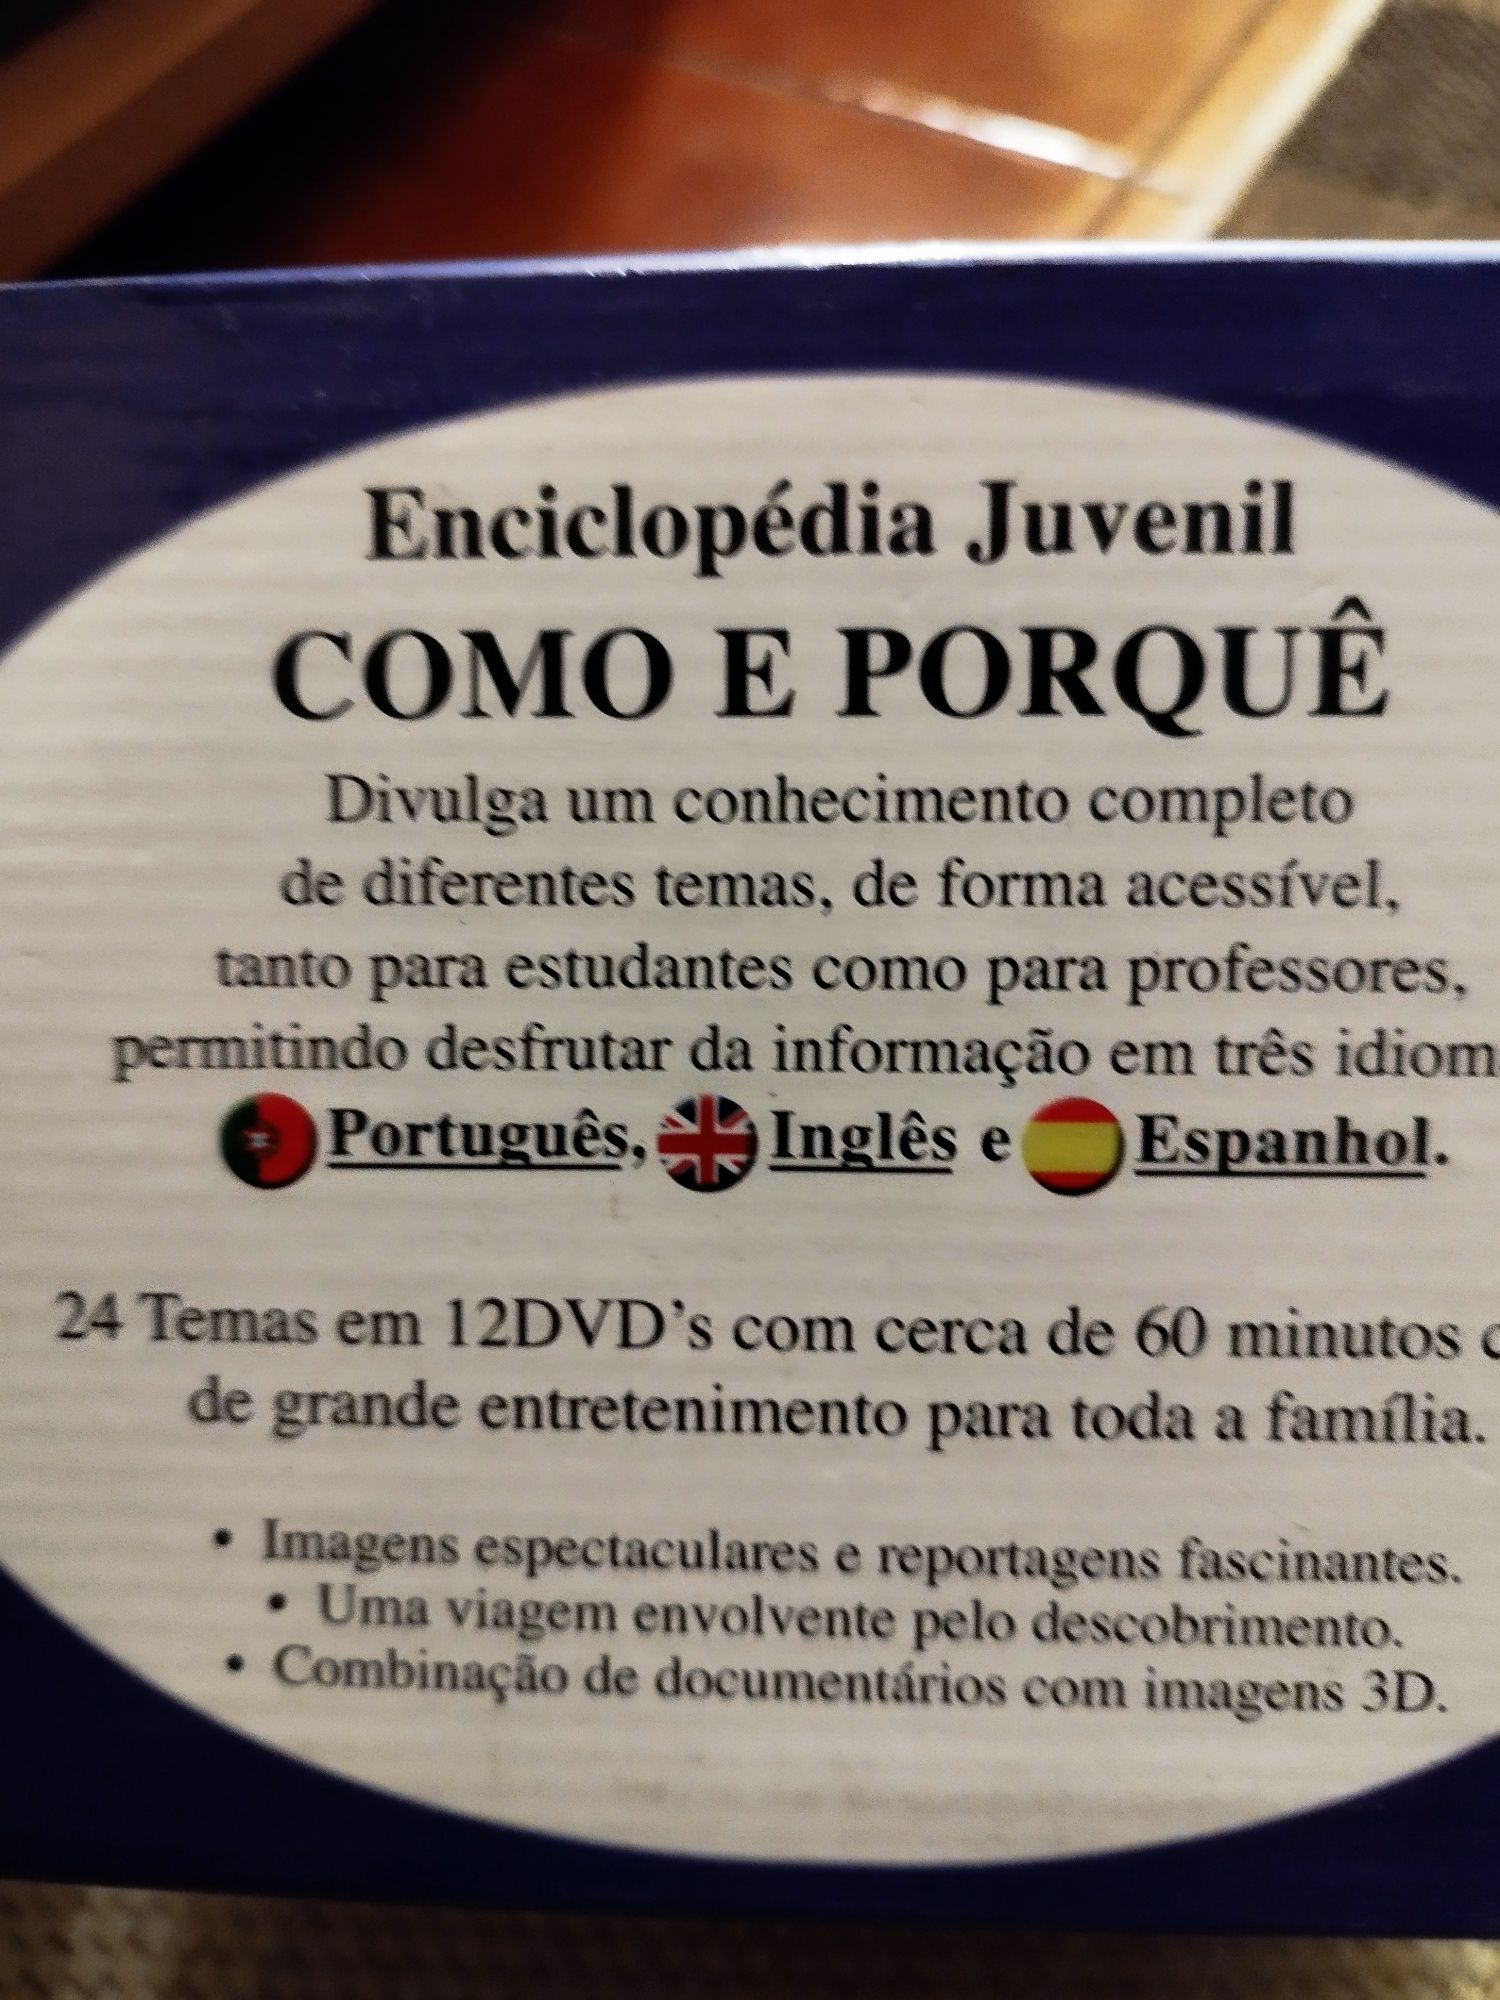 Enciclopédia Juvenil
COMO E PORQUÊ
Divulga um conhecimento completo
de diferentes temas, de forma acessível,
tanto para estudantes como para professores,
permitindo desfrutar da informação em três
Português, Inglês e Espanhol.
24 Temas em 12DVD's com cerca de 60 minutos
de grande entretenimento para toda a família.
• Imagens espectaculares e reportagens fascinantes.
• Uma viagem envolvente pelo descobrimento.
• Combinação de documentários com imagens 3D.